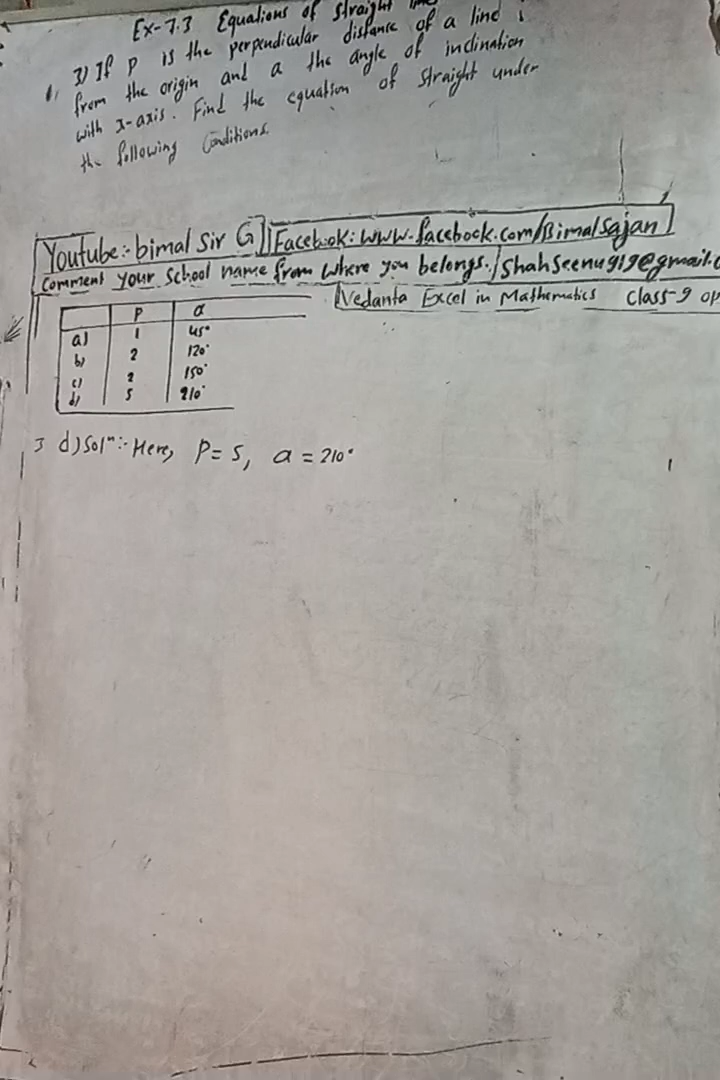 Ex-7.3 Equations of straight line
3) If P is the perpendicular distance of a line
from the origin and α the angle of inclination
with x-axis. Find the equation of straight under
the following Conditions.
Youtube:- bimal Sir G Facebook: www.facebook.com/Bimalsajan
Comment your School name from where you belongs. / Shahseenu919@gmail.c
Vedanta Excel in Mathematics Class-9 op
P α
a) 1 45°
b) 2 120°
c) 2 150°
d) 5 210°
3 d) Solⁿ:- Here, P = 5, α = 210°